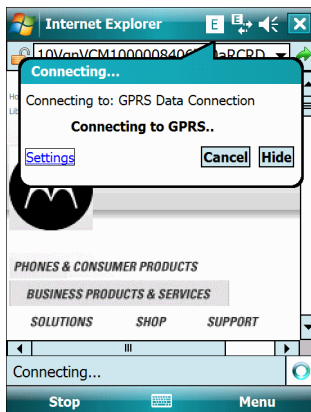 Internet Explorer E
Connecting...
Connecting to: GPRS Data Connection
Connecting to GPRS..
Settings Cancel Hide
PHONES & CONSUMER PRODUCTS
BUSINESS PRODUCTS & SERVICES
SOLUTIONS SHOP SUPPORT
Connecting...
Stop Menu